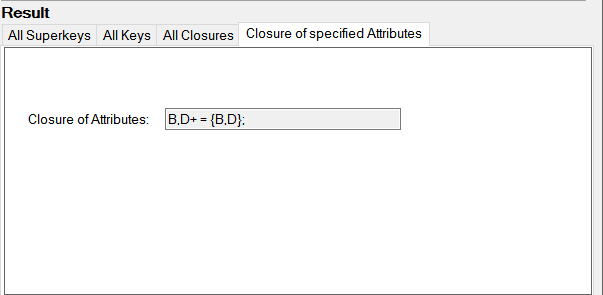 Result
All Superkeys All Keys All Closures Closure of specified Attributes
Closure of Attributes: B,D+ = {B,D};